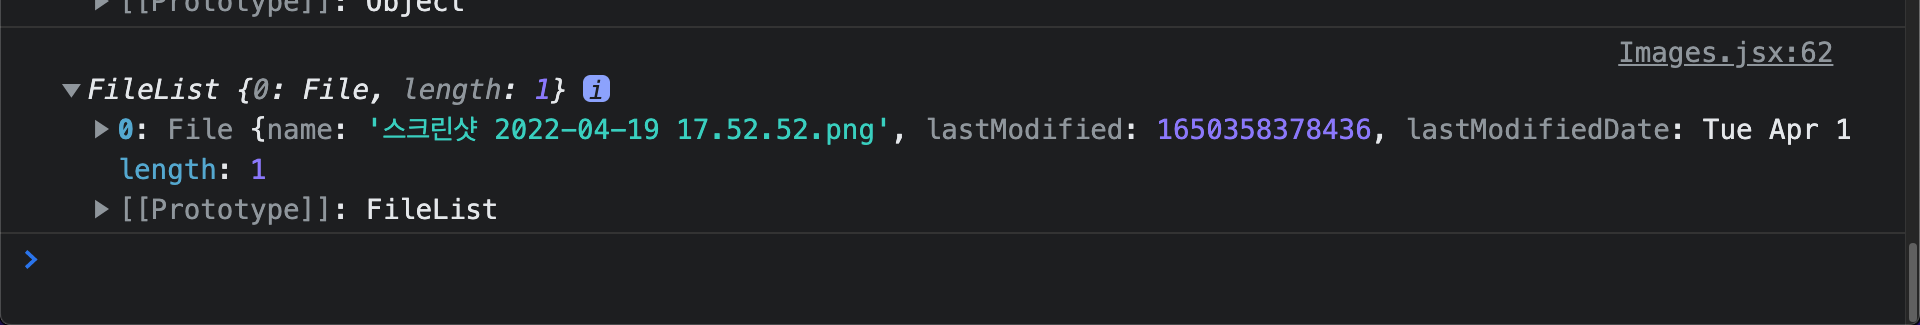 ▶ [[Prototype]]: Object
Images.jsx:62
▼ FileList {0: File, length: 1} i
▶ 0: File {name: '스크린샷 2022-04-19 17.52.52.png', lastModified: 1650358378436, lastModifiedDate: Tue Apr 1
length: 1
▶ [[Prototype]]: FileList
>